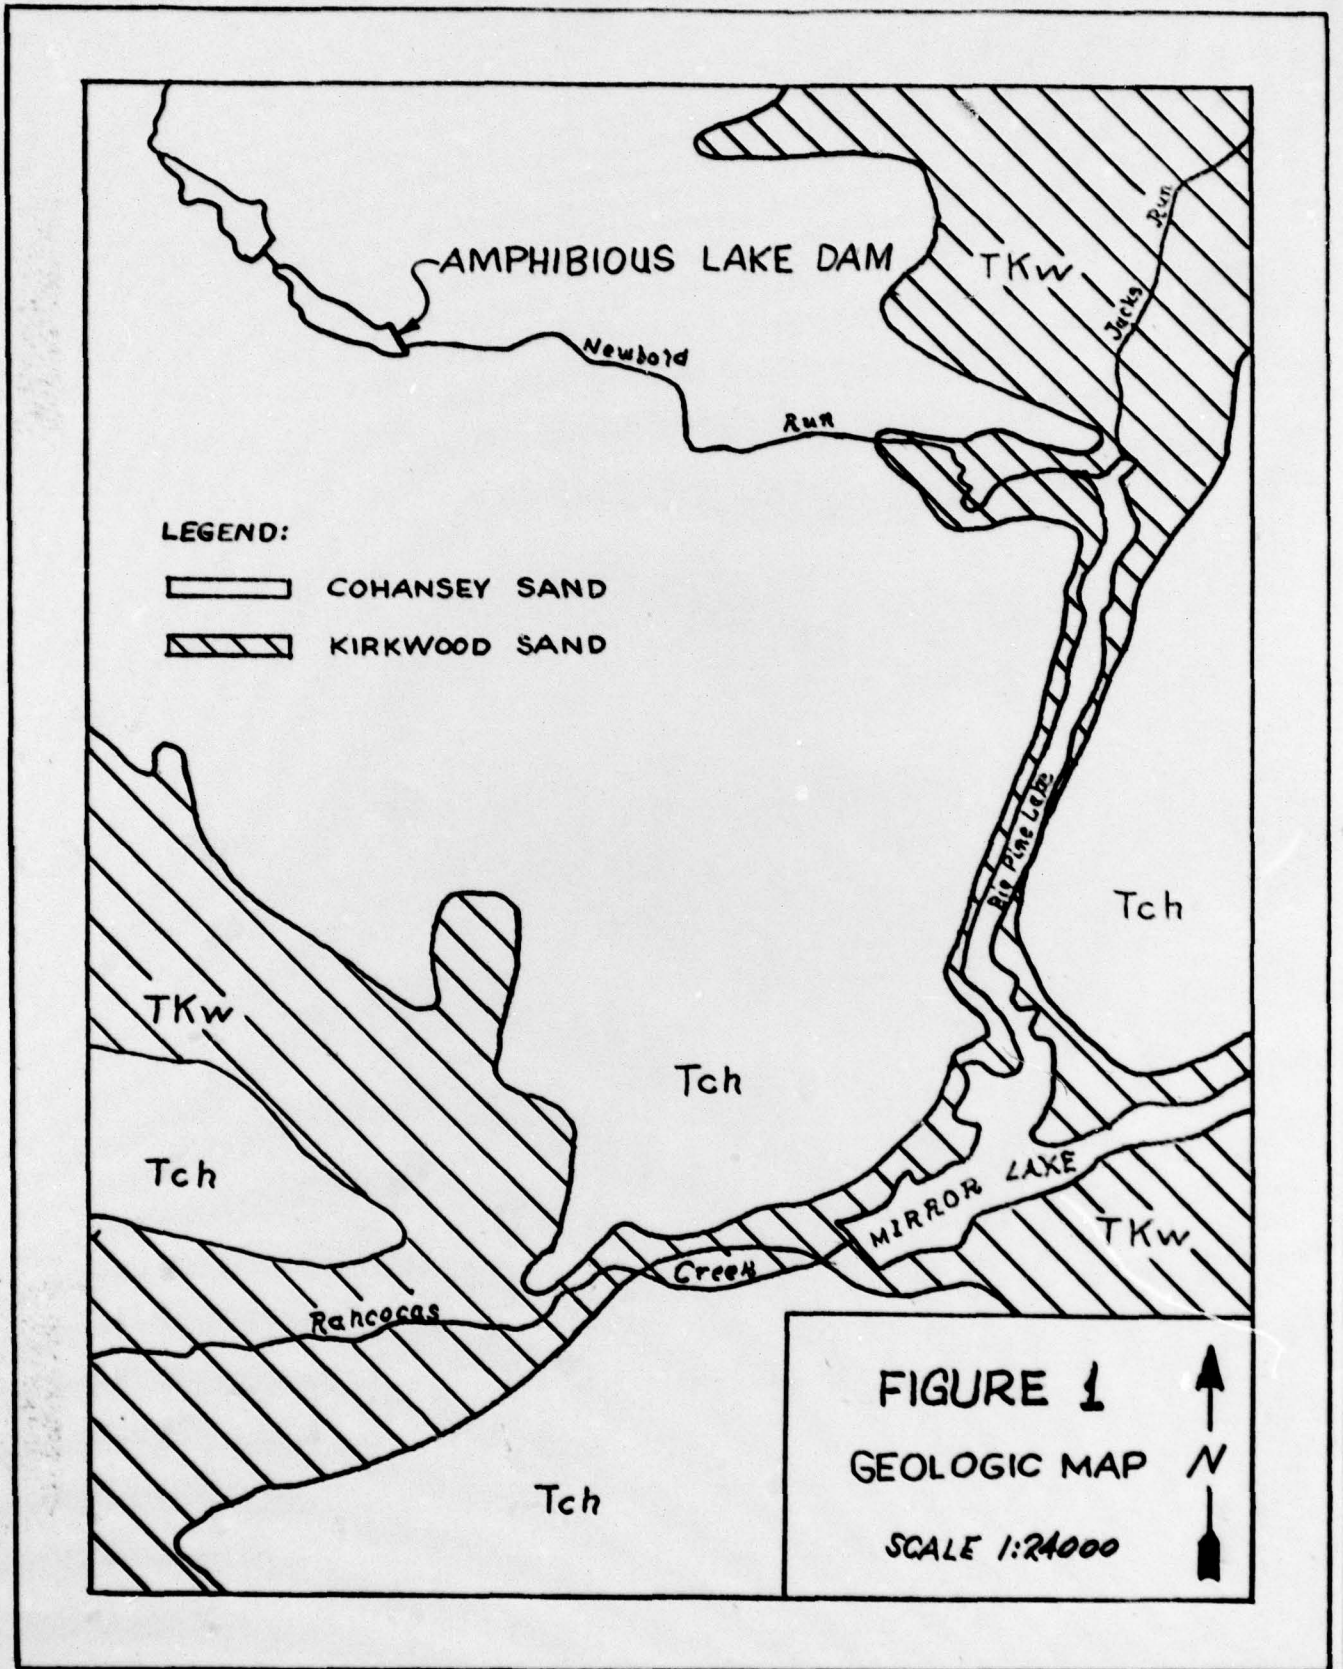 AMPHIBIOUS LAKE DAM
TKw
Jacks Run
Newbold
Run
LEGEND:
COHANSEY SAND
KIRKWOOD SAND
Big Pine Lake
Tch
TKw
Tch
Tch
MIRROR LAKE
TKw
Creek
Rancocas
Tch
FIGURE 1
GEOLOGIC MAP
N
SCALE 1:24000